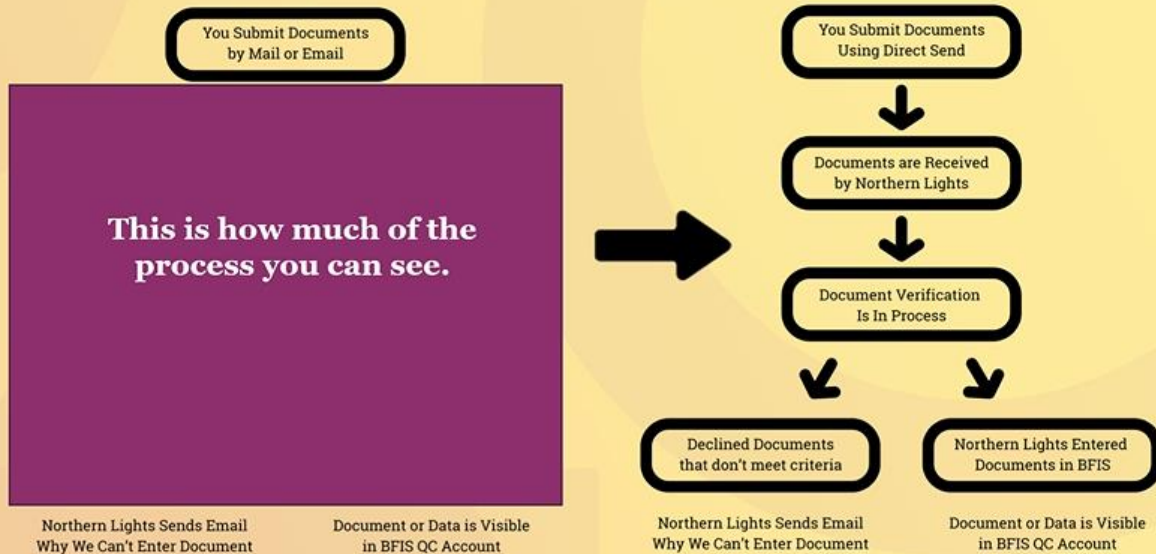 You Submit Documents
by Mail or Email
This is how much of the
process you can see.
Northern Lights Sends Email
Why We Can't Enter Document
Document or Data is Visible
in BFIS QC Account
You Submit Documents
Using Direct Send
Documents are Received
by Northern Lights
Document Verification
Is In Process
Declined Documents
that don't meet criteria
Northern Lights Entered
Documents in BFIS
Northern Lights Sends Email
Why We Can't Enter Document
Document or Data is Visible
in BFIS QC Account